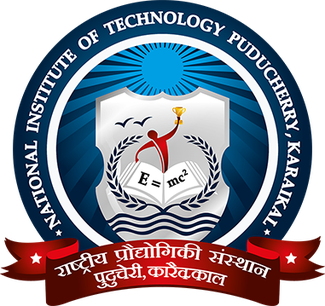 NATIONAL INSTITUTE OF TECHNOLOGY PUDUCHERRY, KARAIKAL
E = mc²
राष्ट्रीय प्रौद्योगिकी संस्थान
पुदुच्चेरी, कारैक्काल